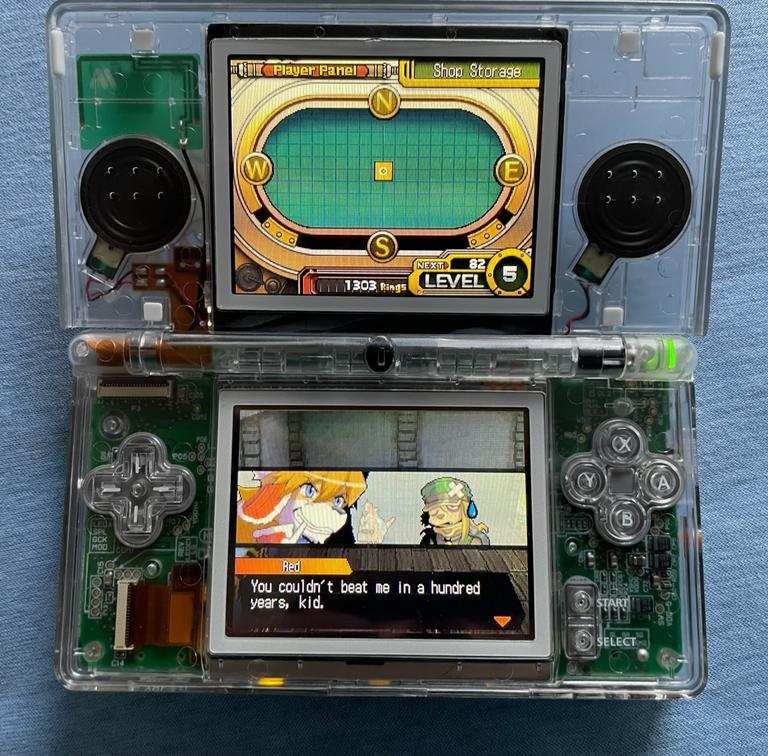 Player Panel
Shop Storage
N
W
E
S
NEXT 82
LEVEL 5
1303 Rings
X
Y
A
B
Red
You couldn't beat me in a hundred
years, kid.
START
SELECT